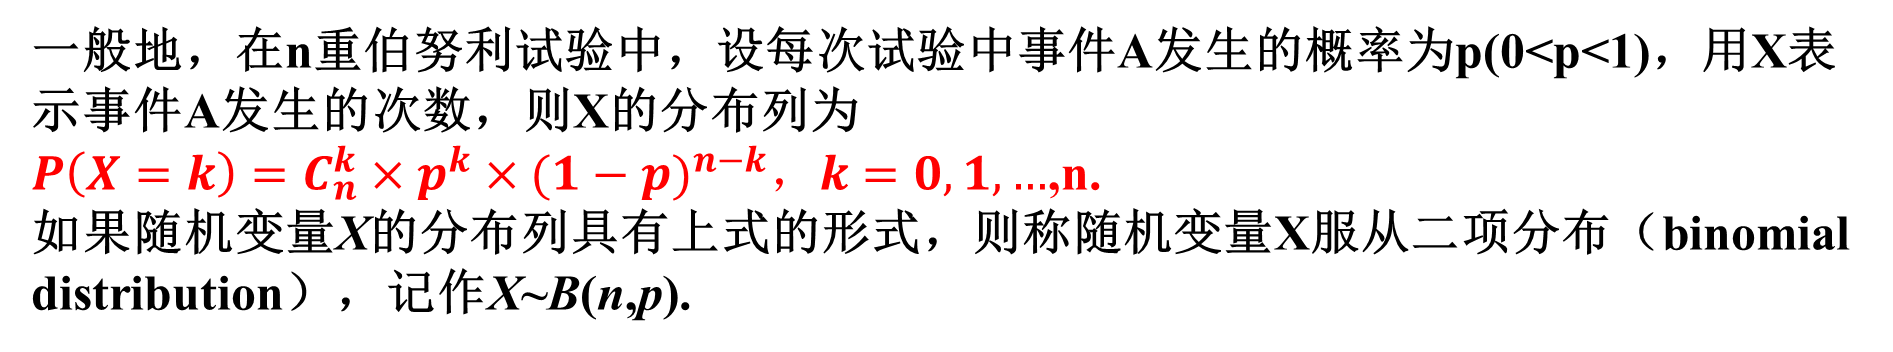 一般地，在n重伯努利试验中，设每次试验中事件A发生的概率为p(0<p<1)，用X表
示事件A发生的次数，则X的分布列为
P(X = k) = C_n^k × p^k × (1 − p)^{n−k}，k = 0, 1, …,n.
如果随机变量X的分布列具有上式的形式，则称随机变量X服从二项分布（binomial
distribution），记作X~B(n,p).